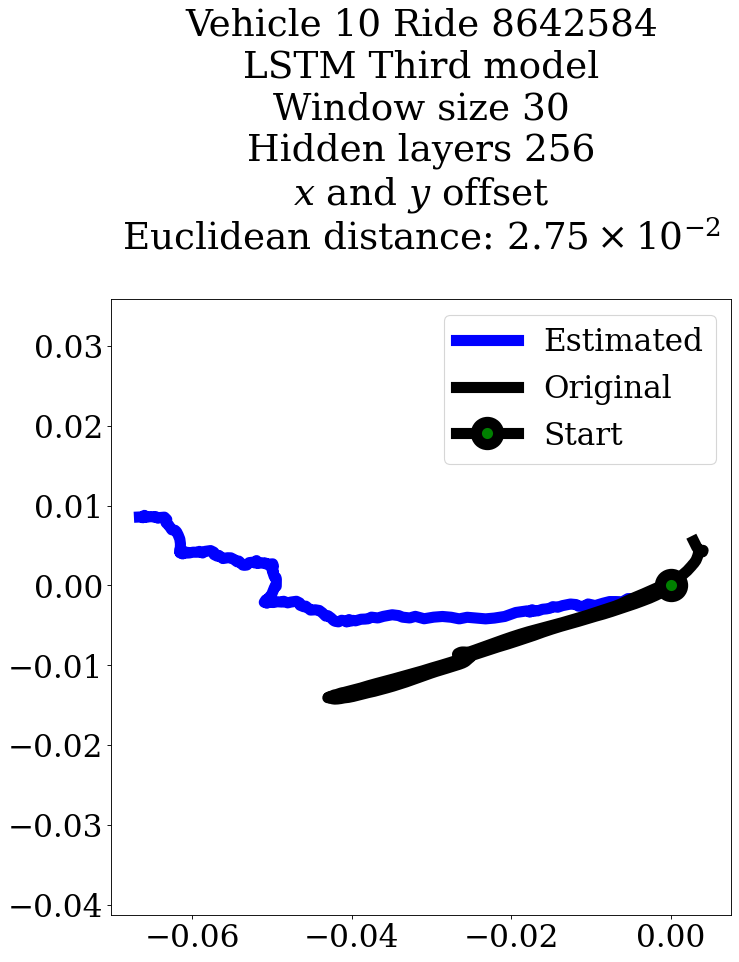 Vehicle 10 Ride 8642584
LSTM Third model
Window size 30
Hidden layers 256
x and y offset
Euclidean distance: 2.75 × 10⁻²
Estimated
Original
Start
0.03
0.02
0.01
0.00
−0.01
−0.02
−0.03
−0.04
−0.06 −0.04 −0.02 0.00